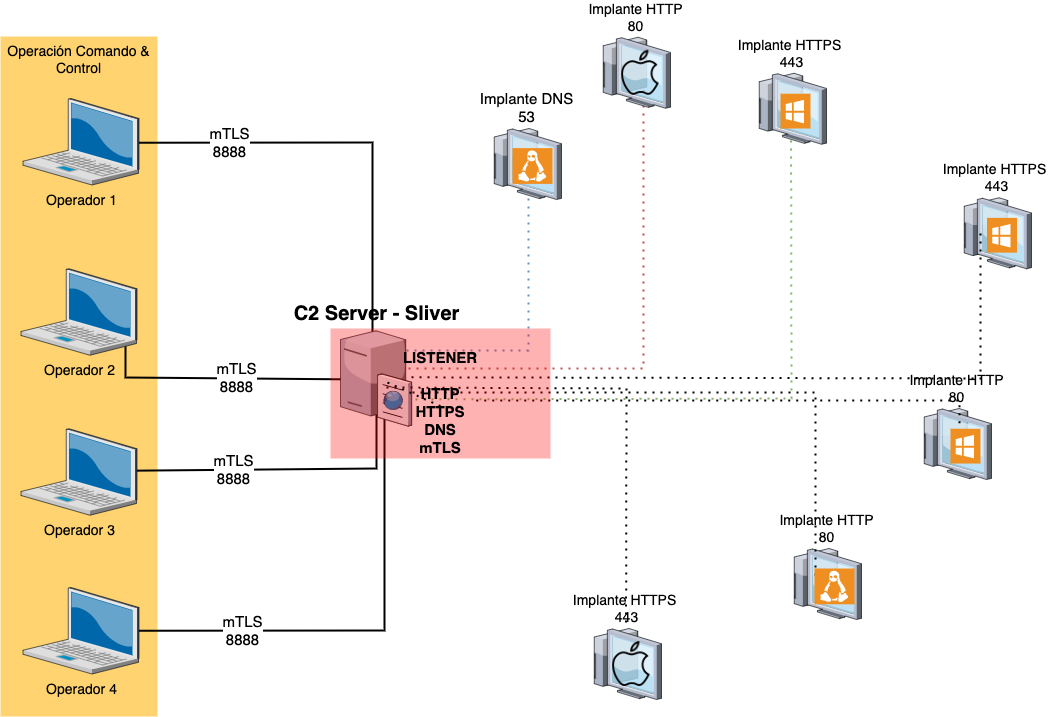 Operación Comando &
Control
Operador 1
Operador 2
Operador 3
Operador 4
mTLS
8888
mTLS
8888
mTLS
8888
mTLS
8888
C2 Server - Sliver
LISTENER
HTTP
HTTPS
DNS
mTLS
Implante DNS
53
Implante HTTP
80
Implante HTTPS
443
Implante HTTPS
443
Implante HTTP
80
Implante HTTP
80
Implante HTTPS
443